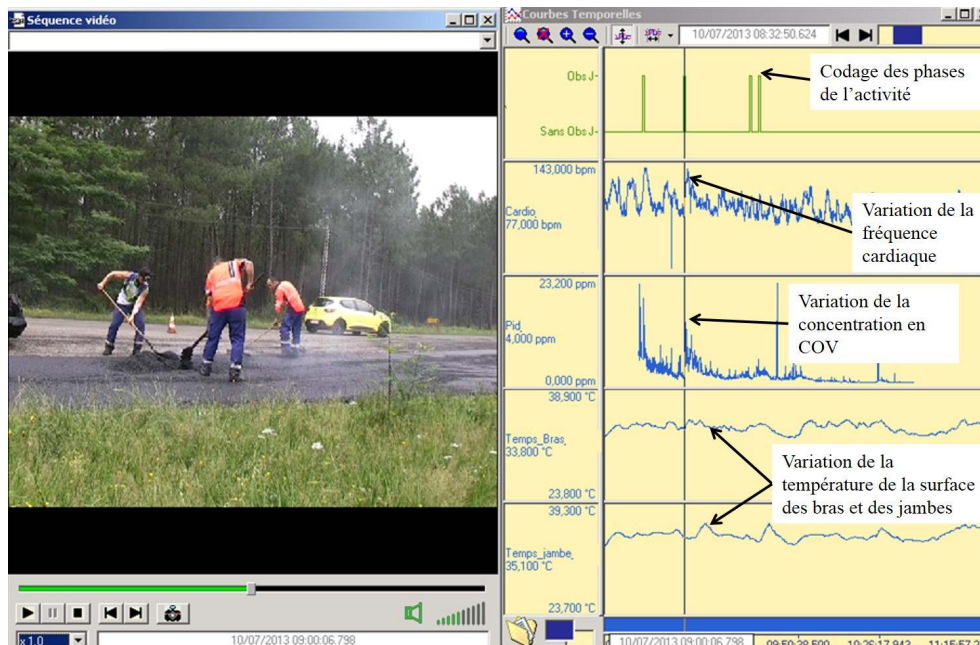 Séquence vidéo
x 1.0
10/07/2013 09:00:06.798
Courbes Temporelles
10/07/2013 08:32:50.624
Obs J-
Sans Obs J-
Codage des phases
de l’activité
143,000 bpm
Cardio
77,000 bpm
Variation de la
fréquence
cardiaque
23,200 ppm
Pid
4,000 ppm
0,000 ppm
Variation de la
concentration en
COV
38,900 °C
Temps_Bras
33,800 °C
23,800 °C
Variation de la
température de la surface
des bras et des jambes
39,300 °C
Temps_jambe
35,100 °C
23,700 °C
10/07/2013 09:00:06.798